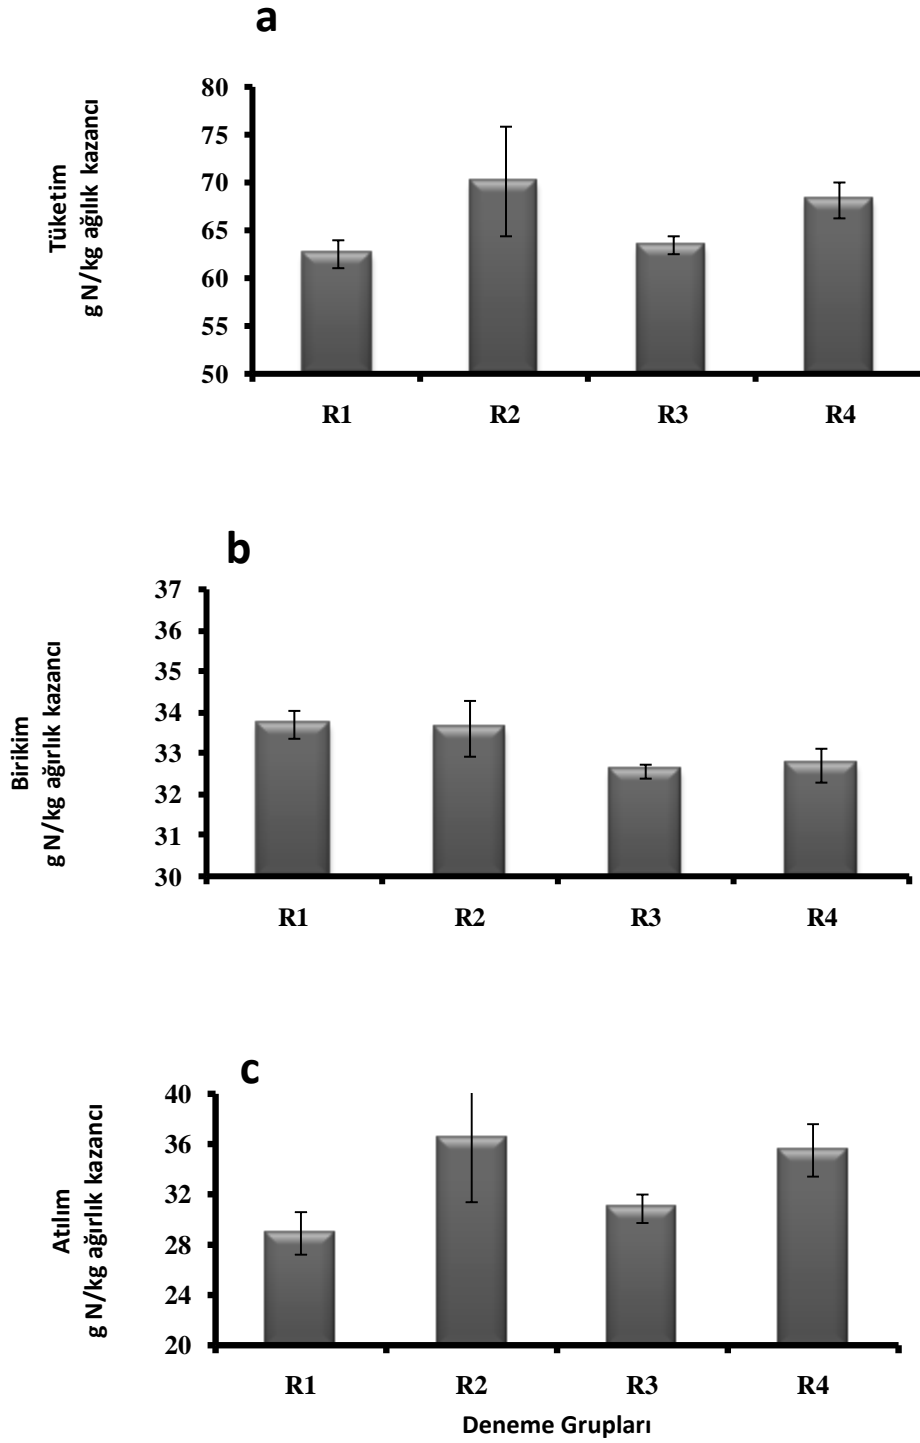 a
Tüketim
g N/kg ağılık kazancı
80
75
70
65
60
55
50
R1 R2 R3 R4
b
Birikim
g N/kg ağırlık kazancı
37
36
35
34
33
32
31
30
R1 R2 R3 R4
c
Atılım
g N/kg ağırlık kazancı
40
36
32
28
24
20
R1 R2 R3 R4
Deneme Grupları